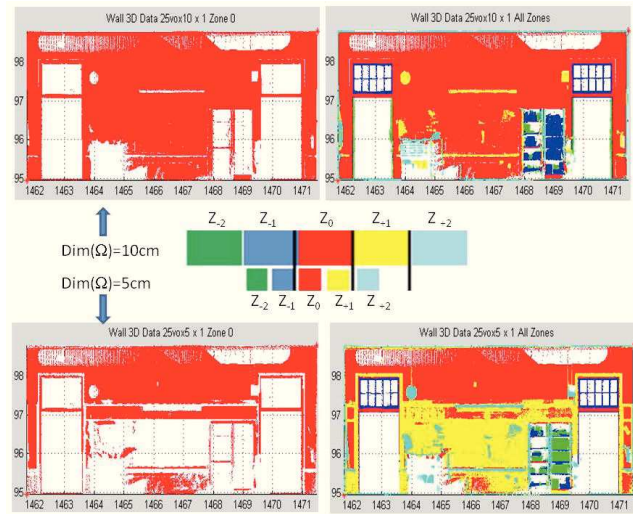 Wall 3D Data 25vox10 x 1 Zone 0
98
97
96
95
1462 1463 1464 1465 1466 1467 1468 1469 1470 1471
Wall 3D Data 25vox10 x 1 All Zones
98
97
96
95
1462 1463 1464 1465 1466 1467 1468 1469 1470 1471
Z-2 Z-1 Z0 Z+1 Z +2
Dim(Ω)=10cm
Dim(Ω)=5cm
Z-2 Z-1 Z0 Z+1 Z +2
Wall 3D Data 25vox5 x 1 Zone 0
98
97
96
95
1462 1463 1464 1465 1466 1467 1468 1469 1470 1471
Wall 3D Data 25vox5 x 1 All Zones
98
97
96
95
1462 1463 1464 1465 1466 1467 1468 1469 1470 1471